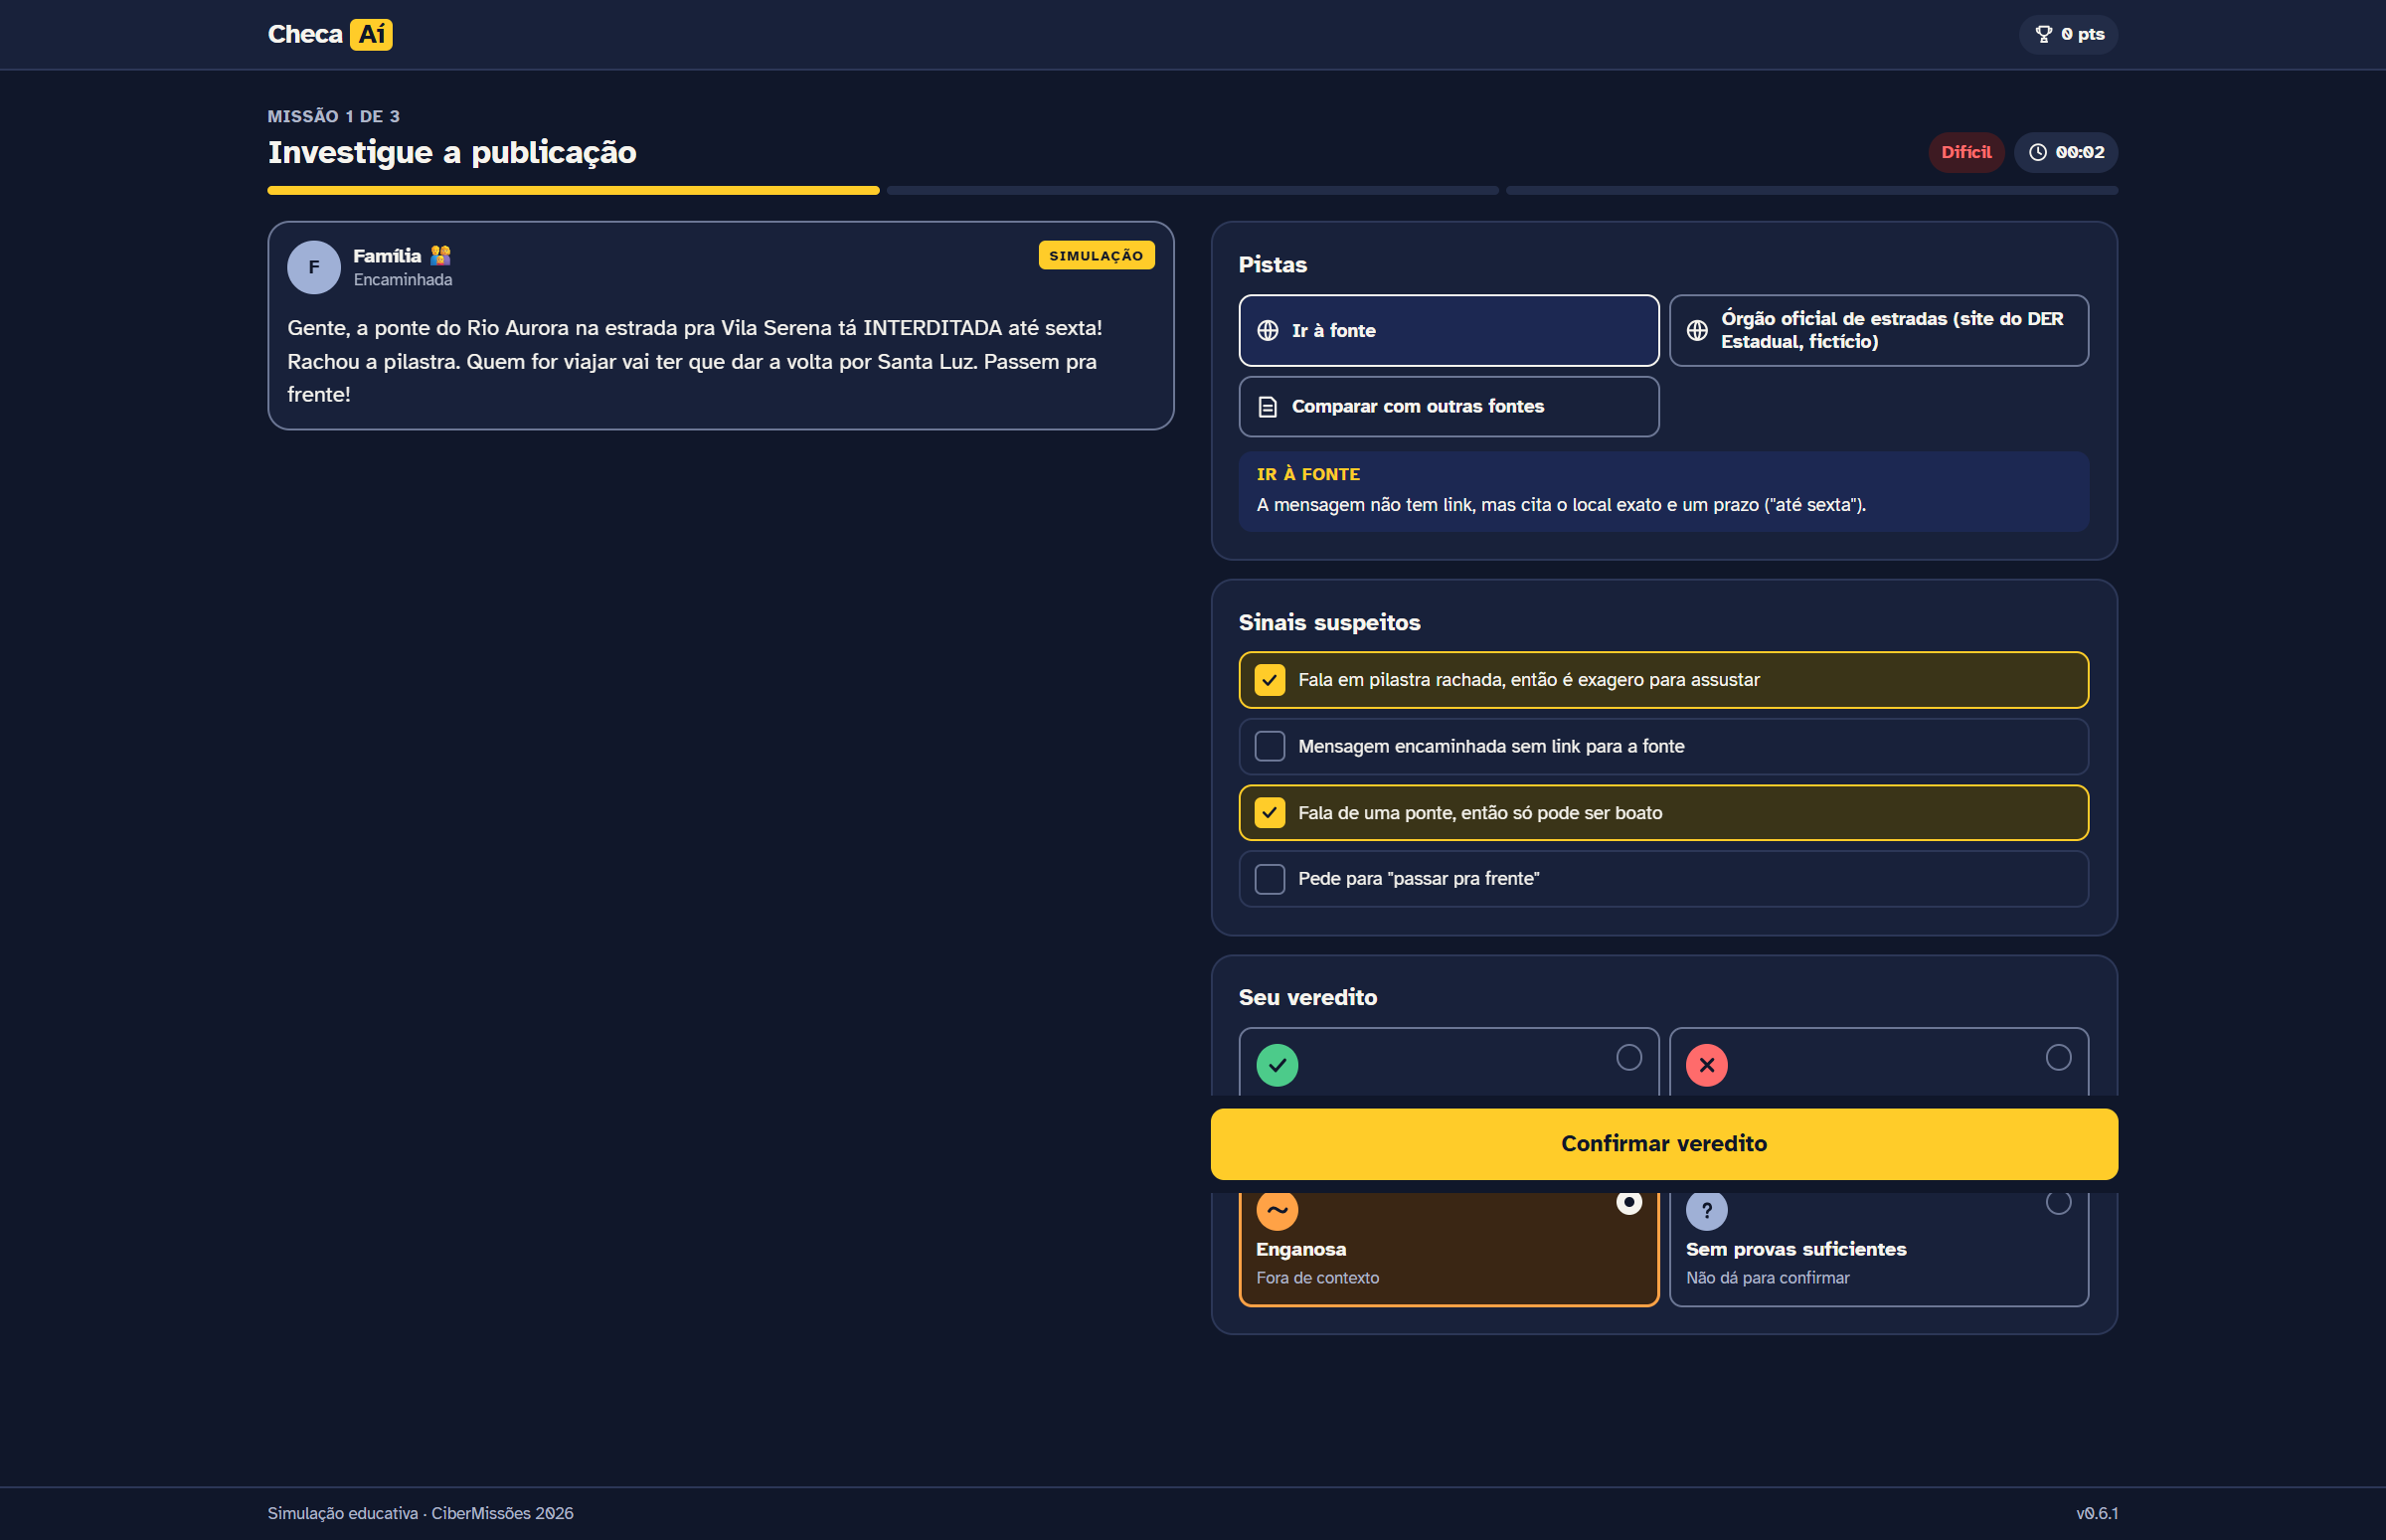 Checa Aí
0 pts
MISSÃO 1 DE 3
Investigue a publicação
Difícil
00:02
F
Família
Encaminhada
SIMULAÇÃO
Gente, a ponte do Rio Aurora na estrada pra Vila Serena tá INTERDITADA até sexta!
Rachou a pilastra. Quem for viajar vai ter que dar a volta por Santa Luz. Passem pra
frente!
Pistas
Ir à fonte
Órgão oficial de estradas (site do DER
Estadual, fictício)
Comparar com outras fontes
IR À FONTE
A mensagem não tem link, mas cita o local exato e um prazo ("até sexta").
Sinais suspeitos
Fala em pilastra rachada, então é exagero para assustar
Mensagem encaminhada sem link para a fonte
Fala de uma ponte, então só pode ser boato
Pede para "passar pra frente"
Seu veredito
Confirmar veredito
?
Enganosa
Fora de contexto
Sem provas suficientes
Não dá para confirmar
Simulação educativa · CiberMissões 2026
v0.6.1